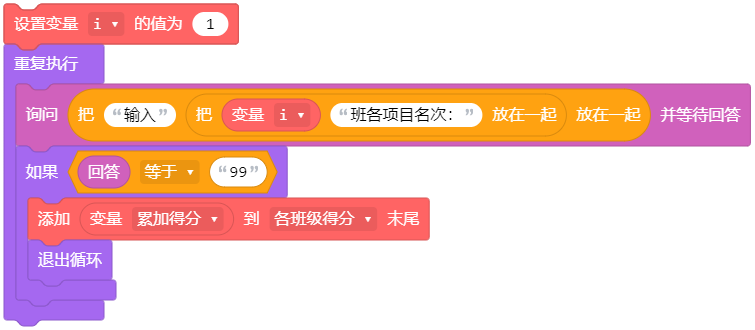 设置变量 i 的值为 1
重复执行
询问 把 “输入” 把 变量 i “班各项目名次：” 放在一起 放在一起 并等待回答
如果 回答 等于 “99”
添加 变量 累加得分 到 各班级得分 末尾
退出循环